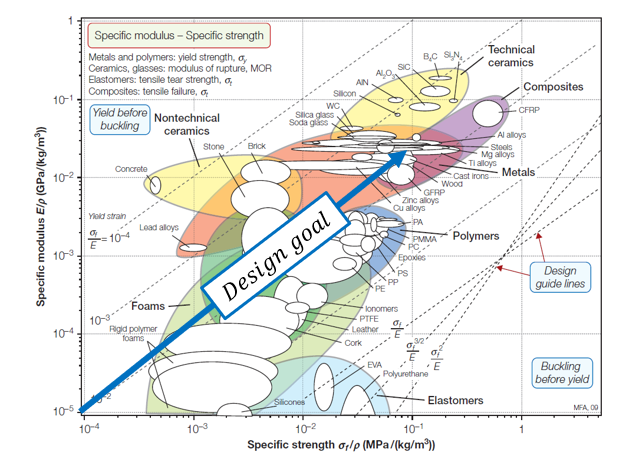 Specific modulus – Specific strength
Metals and polymers: yield strength, σy
Ceramics, glasses: modulus of rupture, MOR
Elastomers: tensile tear strength, σt
Composites: tensile failure, σt
Yield before
buckling
Nontechnical
ceramics
Technical
ceramics
Composites
Metals
Polymers
Elastomers
Foams
B4C
Si3N4
SiC
Al2O3
AlN
Silicon
WC
Silica glass
Soda glass
Stone
Brick
Concrete
CFRP
Al alloys
Steels
Mg alloys
Ti alloys
Cast irons
Wood
GFRP
Zinc alloys
Cu alloys
Lead alloys
Yield strain
σf/E = 10−4
10−3
10−2
PA
PMMA
PC
Epoxies
PS
PP
PE
Ionomers
PTFE
Leather
Cork
Rigid polymer
foams
EVA
Polyurethane
Silicones
Design goal
Design
guide lines
σf/E
σf3/2/E
σf2/E
Buckling
before yield
MFA, 09
Specific modulus E/ρ (GPa/(kg/m3))
1
10−1
10−2
10−3
10−4
10−5
10−4
10−3
10−2
10−1
1
Specific strength σf/ρ (MPa/(kg/m3))